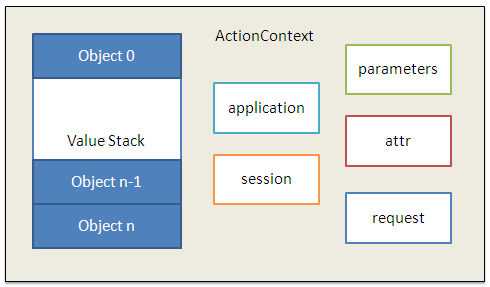 ActionContext
Object 0
Value Stack
Object n-1
Object n
application
session
parameters
attr
request